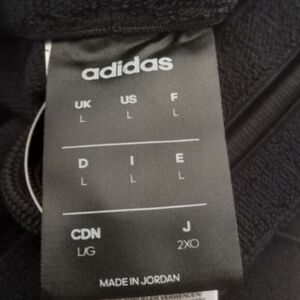 adidas
UK US F
L L L
D I E
L L L
CDN J
L/G 2XO
MADE IN JORDAN